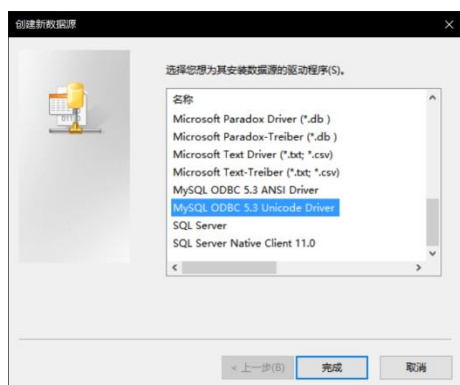 创建新数据源
选择您想为其安装数据源的驱动程序(S)。
名称
Microsoft Paradox Driver (*.db )
Microsoft Paradox-Treiber (*.db )
Microsoft Text Driver (*.txt; *.csv)
Microsoft Text-Treiber (*.txt; *.csv)
MySQL ODBC 5.3 ANSI Driver
MySQL ODBC 5.3 Unicode Driver
SQL Server
SQL Server Native Client 11.0
< 上一步(B)
完成
取消